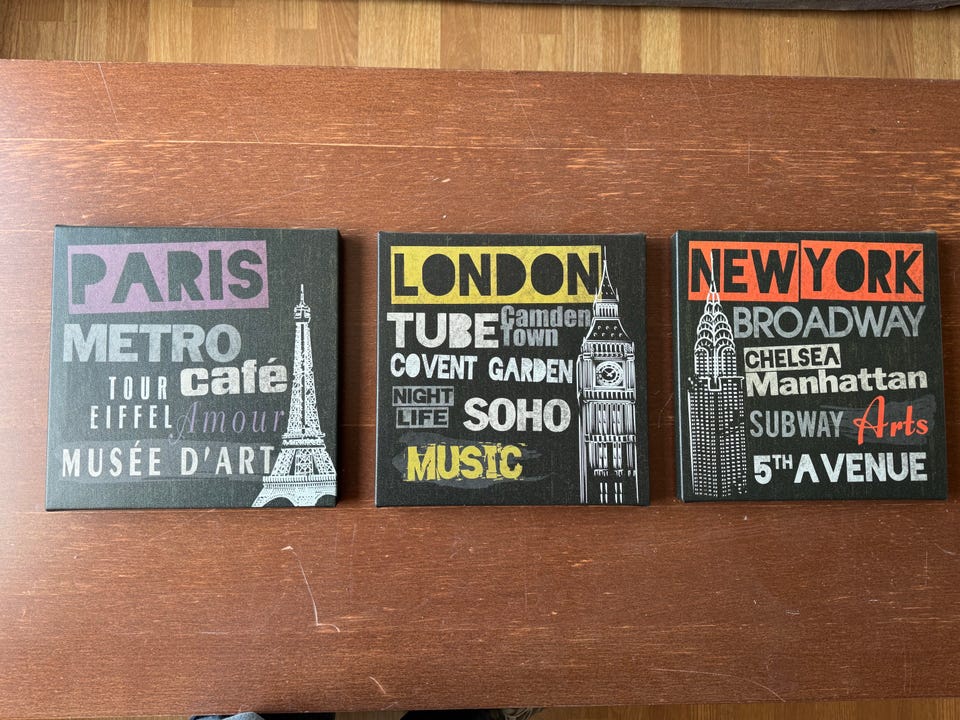 PARIS
METRO
TOUR café
EIFFEL Amour
MUSÉE D'ART
LONDON
TUBE Camden
Town
COVENT GARDEN
NIGHT
LIFE SOHO
MUSIC
NEW YORK
BROADWAY
CHELSEA
Manhattan
SUBWAY Arts
5TH AVENUE